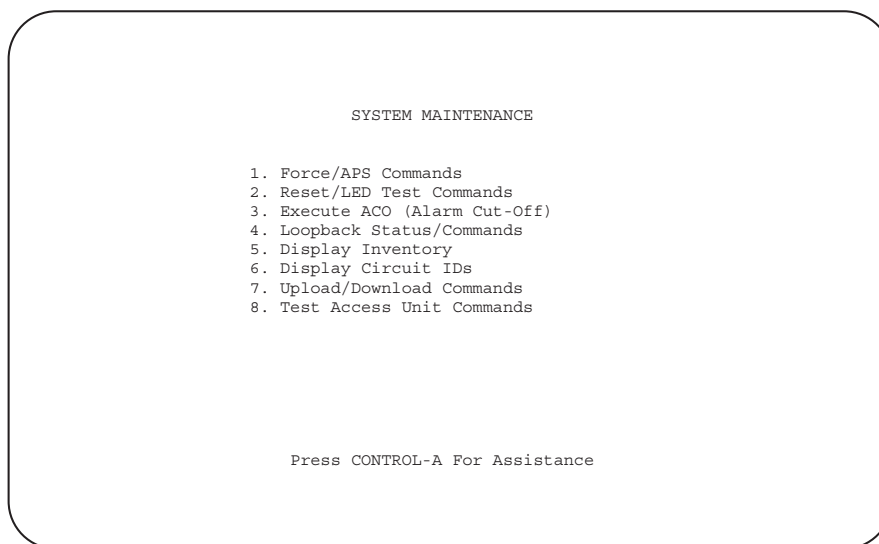 SYSTEM MAINTENANCE
1. Force/APS Commands
2. Reset/LED Test Commands
3. Execute ACO (Alarm Cut-Off)
4. Loopback Status/Commands
5. Display Inventory
6. Display Circuit IDs
7. Upload/Download Commands
8. Test Access Unit Commands
Press CONTROL-A For Assistance